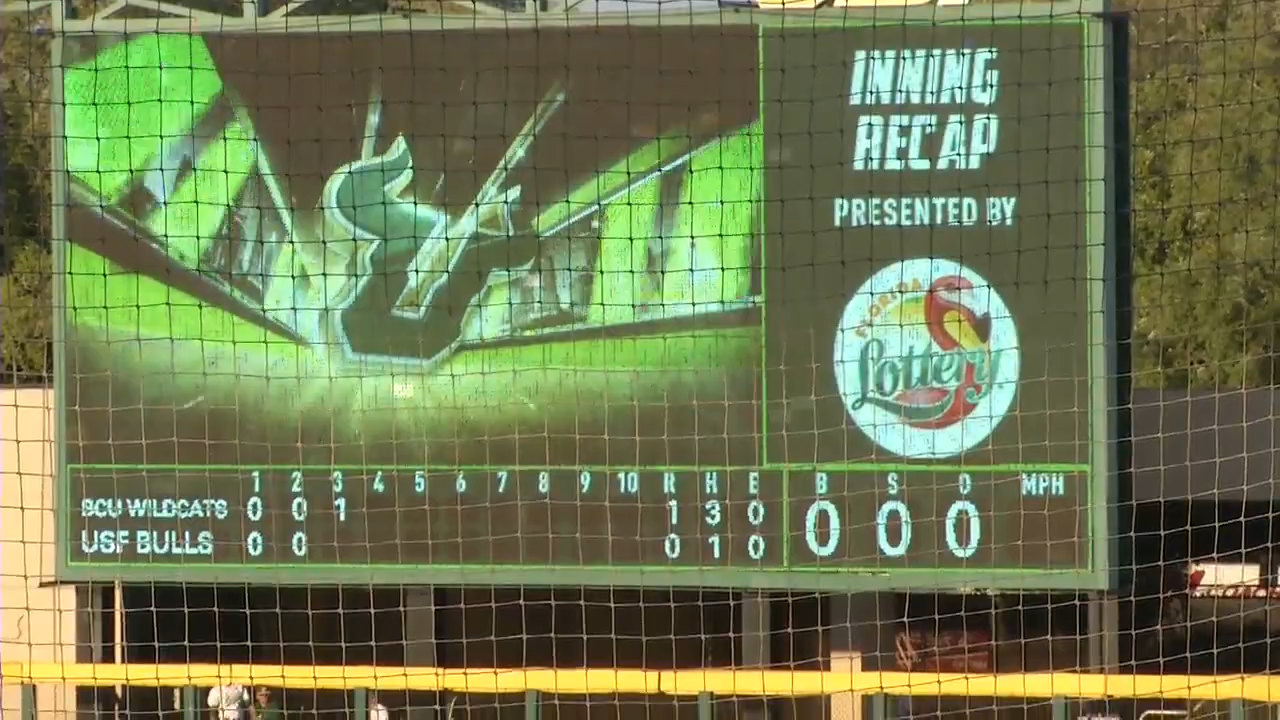 INNING
RECAP
PRESENTED BY
FLORIDA
Lottery
1 2 3 4 5 6 7 8 9 10 R H E B S O MPH
BCU WILDCATS 0 0 1 1 3 0 0 0 0
USF BULLS 0 0 0 1 0